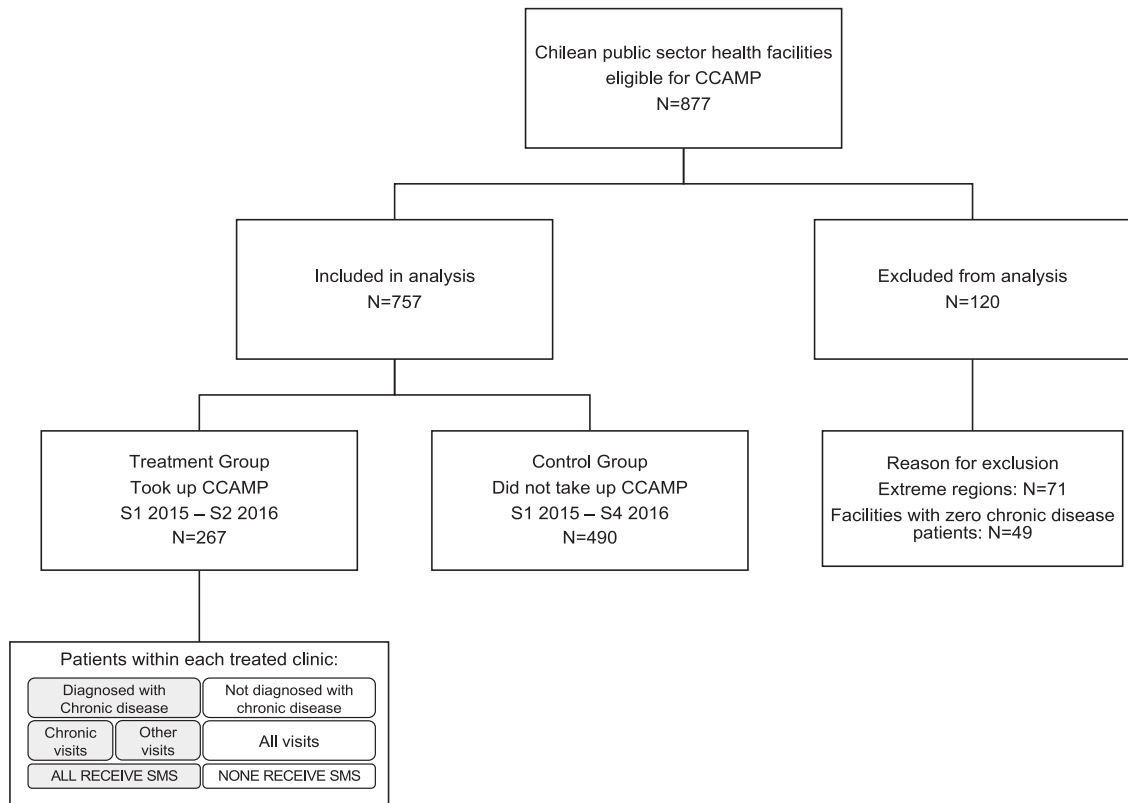 Chilean public sector health facilities
eligible for CCAMP
N=877
Included in analysis
N=757
Excluded from analysis
N=120
Treatment Group
Took up CCAMP
S1 2015 – S2 2016
N=267
Control Group
Did not take up CCAMP
S1 2015 – S4 2016
N=490
Reason for exclusion
Extreme regions: N=71
Facilities with zero chronic disease
patients: N=49
Patients within each treated clinic:
Diagnosed with
Chronic disease
Not diagnosed with
chronic disease
Chronic
visits
Other
visits
All visits
ALL RECEIVE SMS
NONE RECEIVE SMS